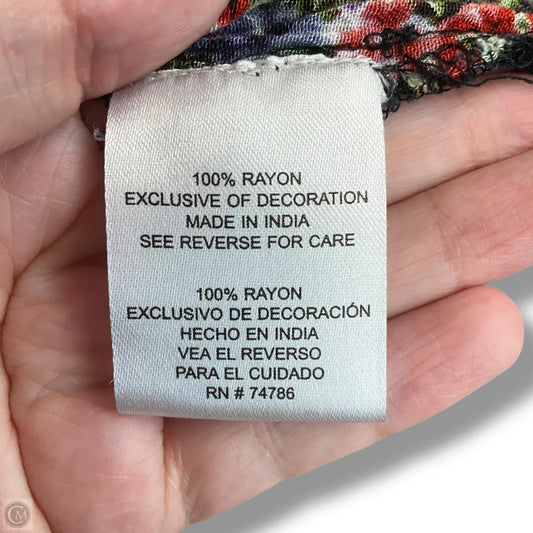 100% RAYON
EXCLUSIVE OF DECORATION
MADE IN INDIA
SEE REVERSE FOR CARE
100% RAYON
EXCLUSIVO DE DECORACIÓN
HECHO EN INDIA
VEA EL REVERSO
PARA EL CUIDADO
RN # 74786
CM